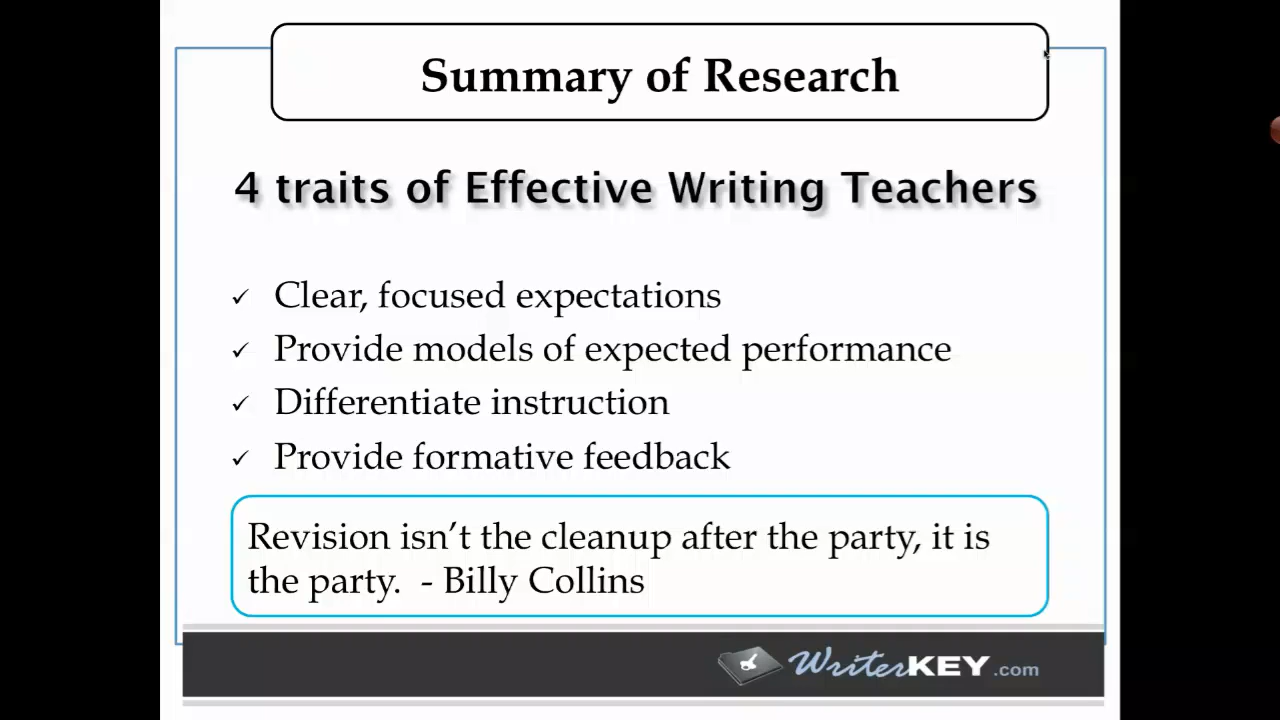 Summary of Research
4 traits of Effective Writing Teachers
✓ Clear, focused expectations
✓ Provide models of expected performance
✓ Differentiate instruction
✓ Provide formative feedback
Revision isn’t the cleanup after the party, it is
the party.  - Billy Collins
WriterKEY.com